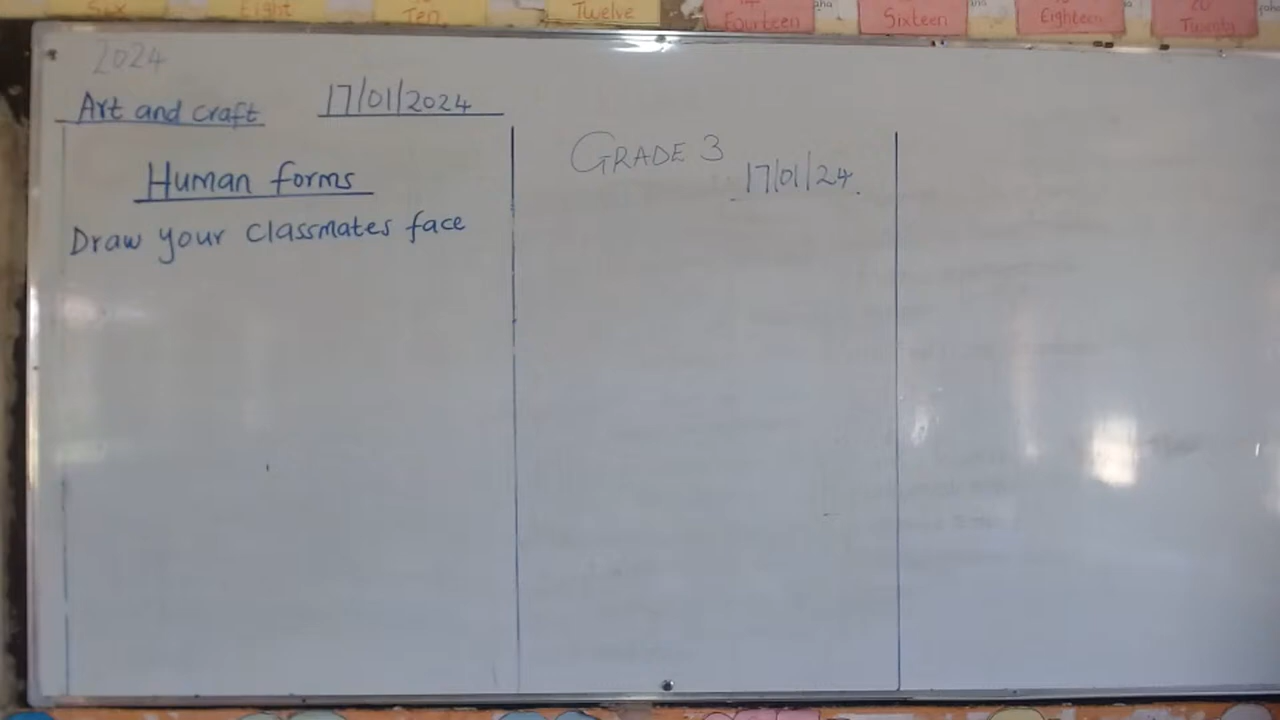 Six Eight Ten Twelve Fourteen Sixteen Eighteen Twenty
2024
Art and craft 17/01/2024
Human forms
Draw your classmates face
GRADE 3
17/01/24.